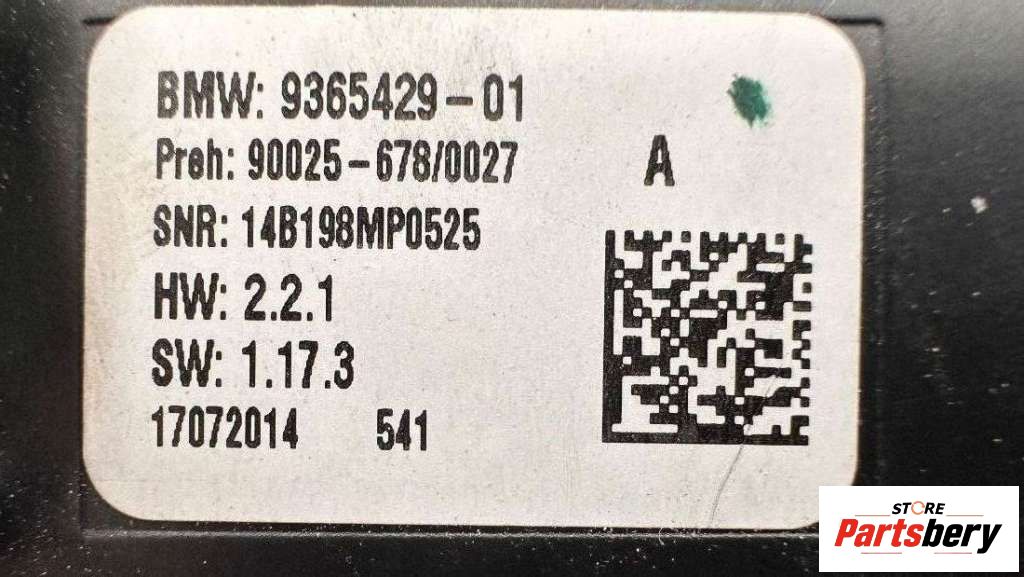 BMW: 9365429-01
Preh: 90025-678/0027
A
SNR: 14B198MP0525
HW: 2.2.1
SW: 1.17.3
17072014 541
STORE
Partsbery